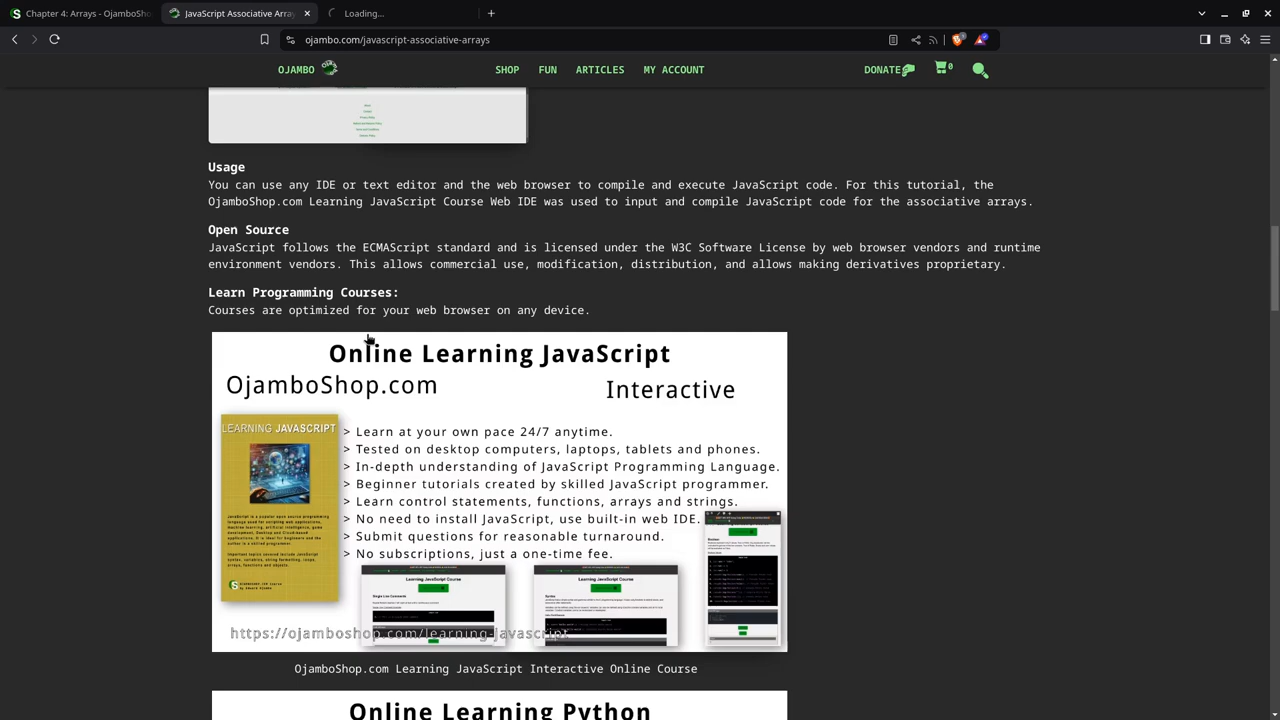 Chapter 4: Arrays - OjamboSho
JavaScript Associative Array
Loading...
ojambo.com/javascript-associative-arrays
OJAMBO
SHOP
FUN
ARTICLES
MY ACCOUNT
DONATE
0
Usage
You can use any IDE or text editor and the web browser to compile and execute JavaScript code. For this tutorial, the
OjamboShop.com Learning JavaScript Course Web IDE was used to input and compile JavaScript code for the associative arrays.
Open Source
JavaScript follows the ECMAScript standard and is licensed under the W3C Software License by web browser vendors and runtime
environment vendors. This allows commercial use, modification, distribution, and allows making derivatives proprietary.
Learn Programming Courses:
Courses are optimized for your web browser on any device.
Online Learning JavaScript
OjamboShop.com
Interactive
LEARNING JAVASCRIPT
> Learn at your own pace 24/7 anytime.
> Tested on desktop computers, laptops, tablets and phones.
> In-depth understanding of JavaScript Programming Language.
> Beginner tutorials created by skilled JavaScript programmer.
> Learn control statements, functions, arrays and strings.
> No need to install JavaScript, use built-in web IDE.
Submit questions for response turnaround.
> No subscriptions, just a one-time fee.
Learning JavaScript Course
Learning JavaScript Course
https://ojamboshop.com/learning-javascript
OjamboShop.com Learning JavaScript Interactive Online Course
Online Learning Python